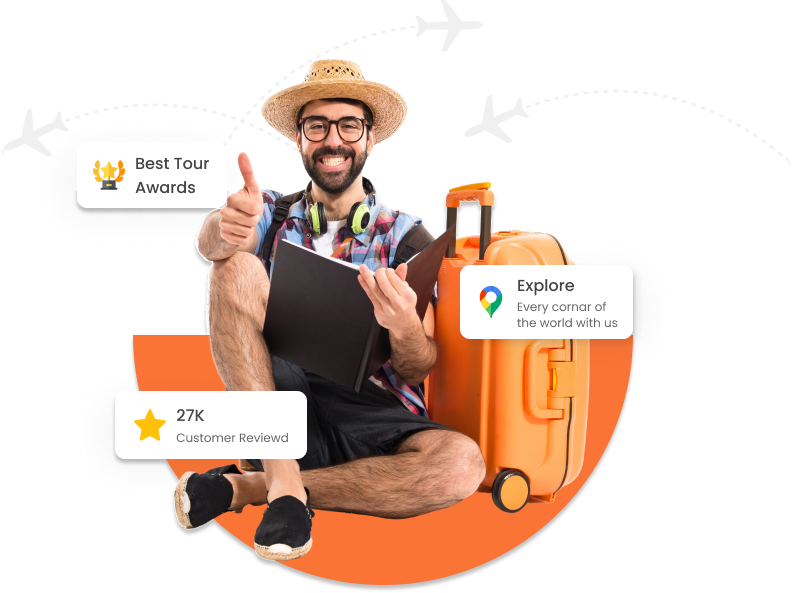 Best Tour
Awards
Explore
Every cornar of
the world with us
27K
Customer Reviewd